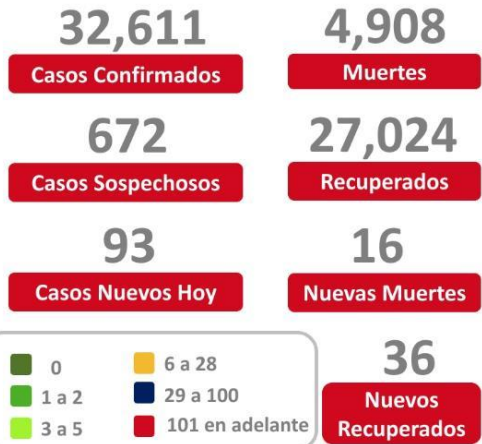 32,611
Casos Confirmados
4,908
Muertes
672
Casos Sospechosos
27,024
Recuperados
93
Casos Nuevos Hoy
16
Nuevas Muertes
0
6 a 28
1 a 2
29 a 100
3 a 5
101 en adelante
36
Nuevos
Recuperados